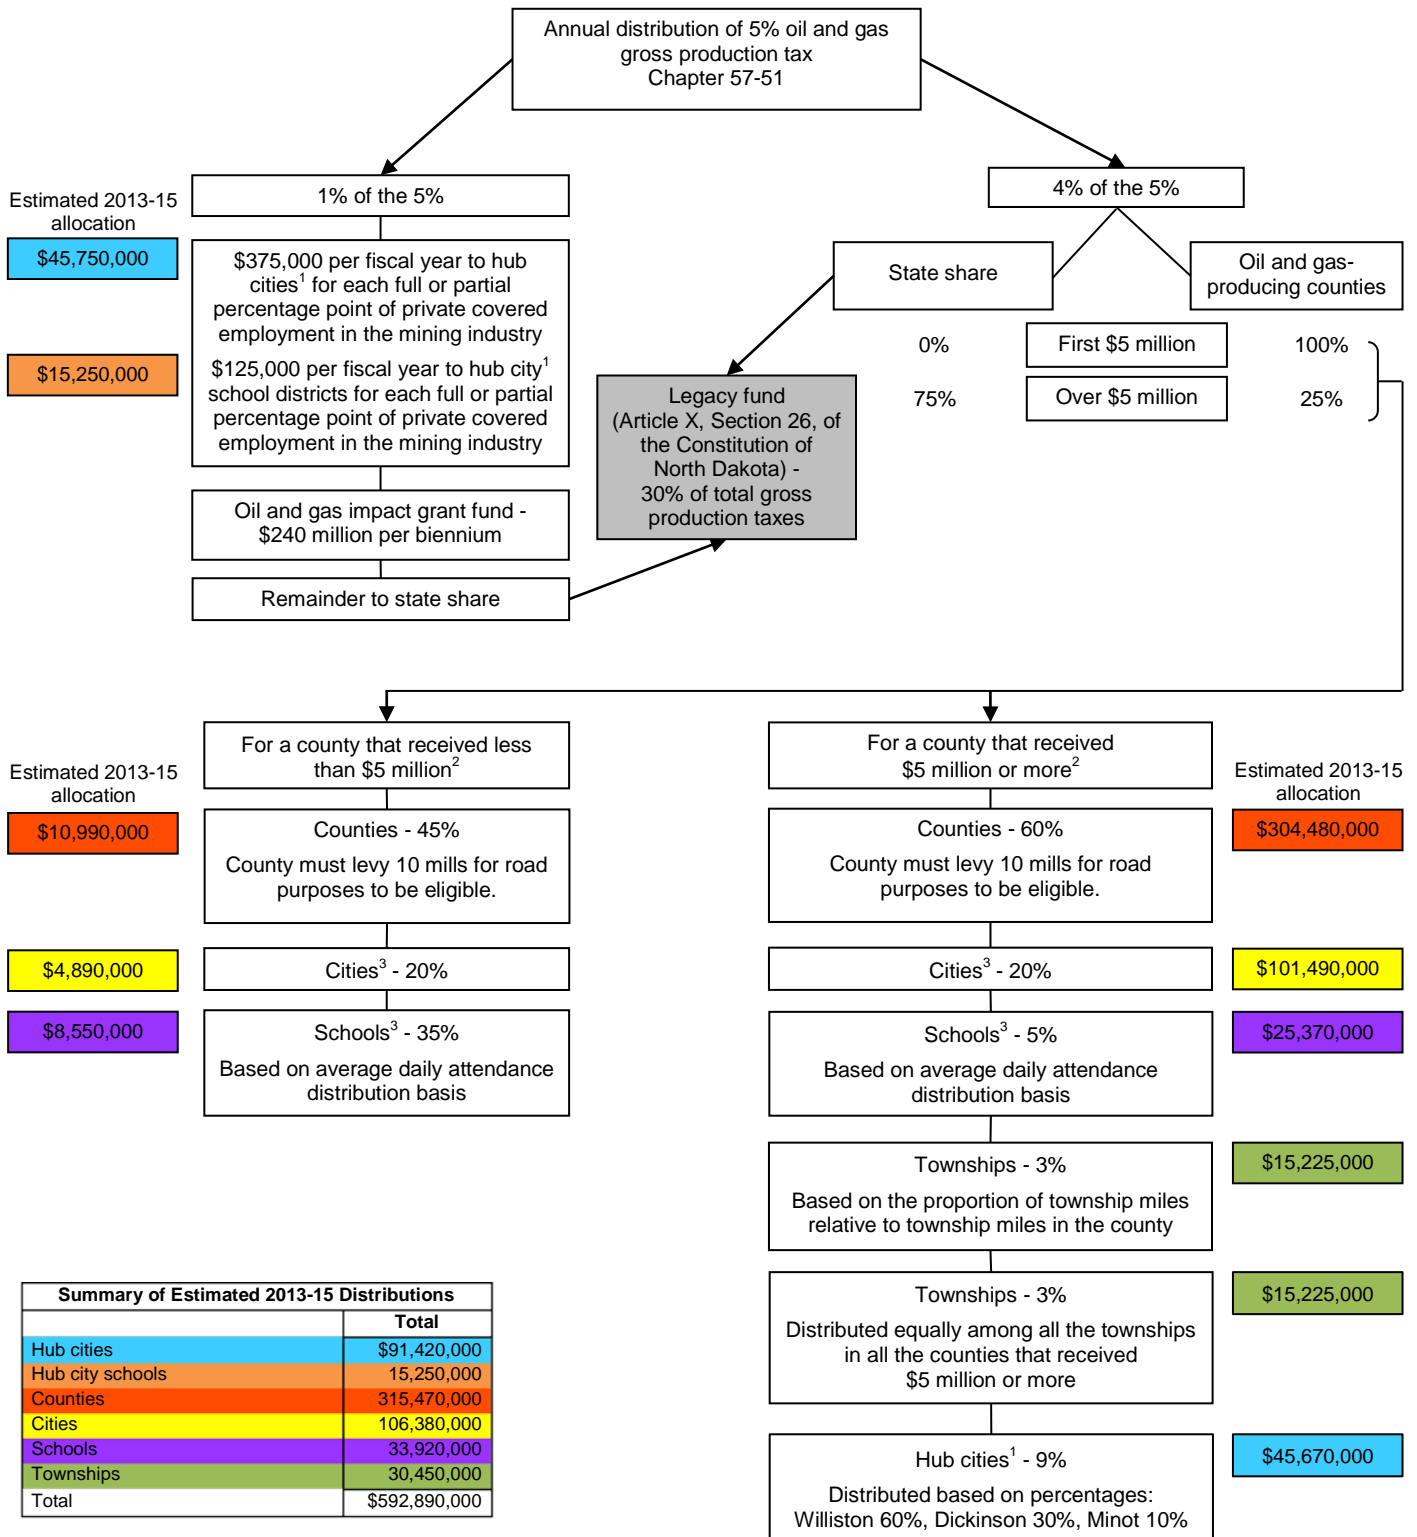 Annual distribution of 5% oil and gas
gross production tax
Chapter 57-51
1% of the 5%
4% of the 5%
Estimated 2013-15
allocation
$45,750,000
$15,250,000
$375,000 per fiscal year to hub
cities¹ for each full or partial
percentage point of private covered
employment in the mining industry
$125,000 per fiscal year to hub city¹
school districts for each full or partial
percentage point of private covered
employment in the mining industry
Oil and gas impact grant fund -
$240 million per biennium
Remainder to state share
State share
Oil and gas-
producing counties
0%
First $5 million
100%
75%
Over $5 million
25%
Legacy fund
(Article X, Section 26, of
the Constitution of
North Dakota) -
30% of total gross
production taxes
For a county that received less
than $5 million²
Estimated 2013-15
allocation
$10,990,000
Counties - 45%
County must levy 10 mills for road
purposes to be eligible.
$4,890,000
Cities³ - 20%
$8,550,000
Schools³ - 35%
Based on average daily attendance
distribution basis
For a county that received
$5 million or more²
Estimated 2013-15
allocation
Counties - 60%
County must levy 10 mills for road
purposes to be eligible.
$304,480,000
Cities³ - 20%
$101,490,000
Schools³ - 5%
Based on average daily attendance
distribution basis
$25,370,000
Townships - 3%
Based on the proportion of township miles
relative to township miles in the county
$15,225,000
Townships - 3%
Distributed equally among all the townships
in all the counties that received
$5 million or more
$15,225,000
Hub cities¹ - 9%
Distributed based on percentages:
Williston 60%, Dickinson 30%, Minot 10%
$45,670,000
Summary of Estimated 2013-15 Distributions
Total
Hub cities $91,420,000
Hub city schools 15,250,000
Counties 315,470,000
Cities 106,380,000
Schools 33,920,000
Townships 30,450,000
Total $592,890,000